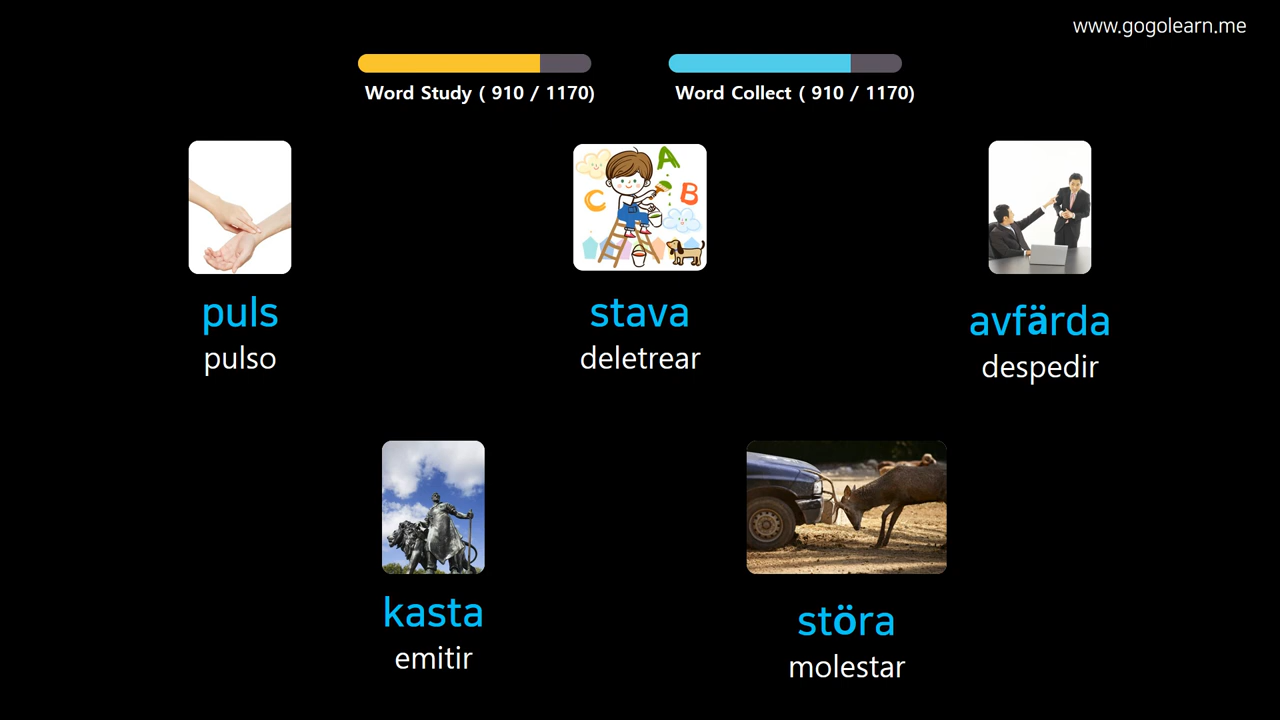 www.gogolearn.me
Word Study ( 910 / 1170)
Word Collect ( 910 / 1170)
A
C
B
puls
pulso
stava
deletrear
avfärda
despedir
kasta
emitir
störa
molestar